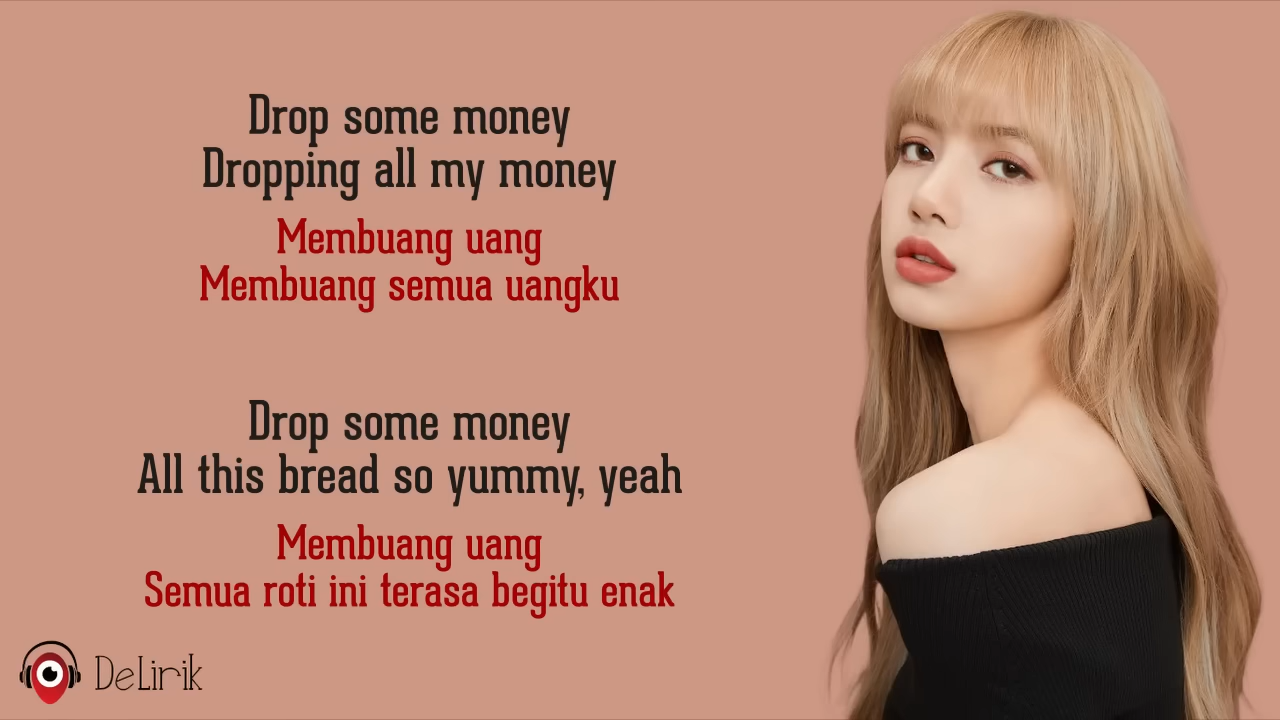 Drop some money
Dropping all my money
Membuang uang
Membuang semua uangku
Drop some money
All this bread so yummy, yeah
Membuang uang
Semua roti ini terasa begitu enak
DeLirik